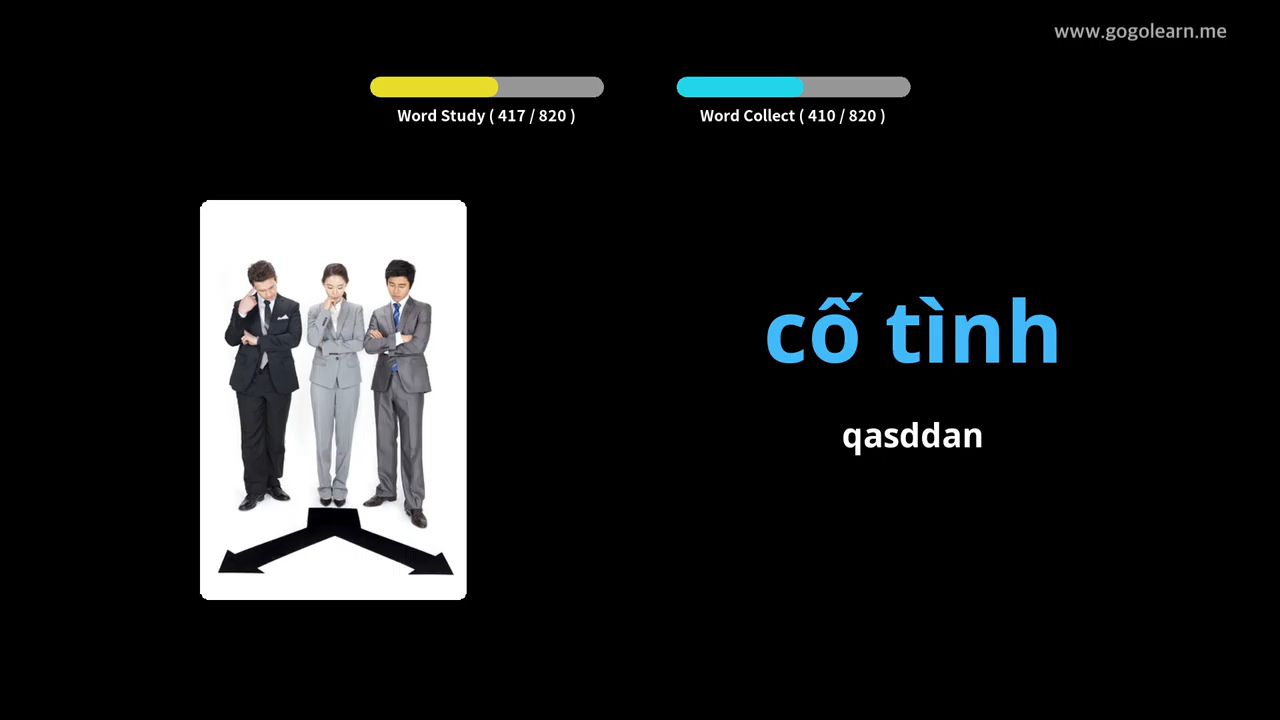 www.gogolearn.me
Word Study ( 417 / 820 )
Word Collect ( 410 / 820 )
cố tình
qasddan